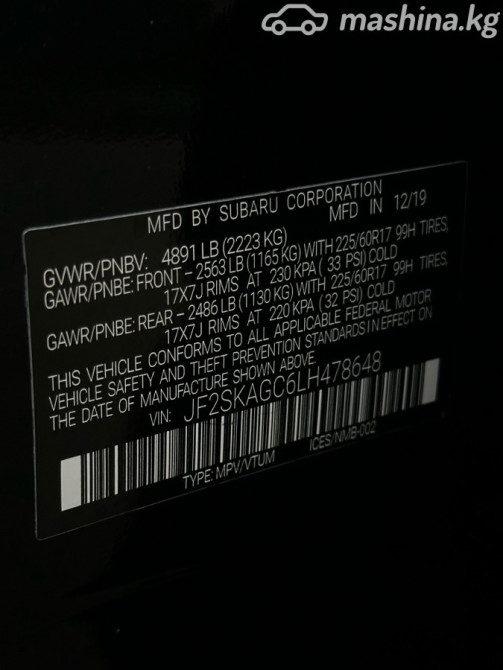 mashina.kg
MFD BY SUBARU CORPORATION
MFD IN 12/19
GVWR/PNBV: 4891 LB (2223 KG)
GAWR/PNBE: FRONT - 2563 LB (1165 KG) WITH 225/60R17 99H TIRES,
17X7J RIMS AT 230 KPA ( 33 PSI) COLD
GAWR/PNBE: REAR - 2486 LB (1130 KG) WITH 225/60R17 99H TIRES,
17X7J RIMS AT 220 KPA ( 32 PSI) COLD
THIS VEHICLE CONFORMS TO ALL APPLICABLE FEDERAL MOTOR
VEHICLE SAFETY AND THEFT PREVENTION STANDARDS IN EFFECT ON
THE DATE OF MANUFACTURE SHOWN ABOVE.
VIN: JF2SKAGC6LH478648
TYPE: MPV/VTUM ICES/NMB-002